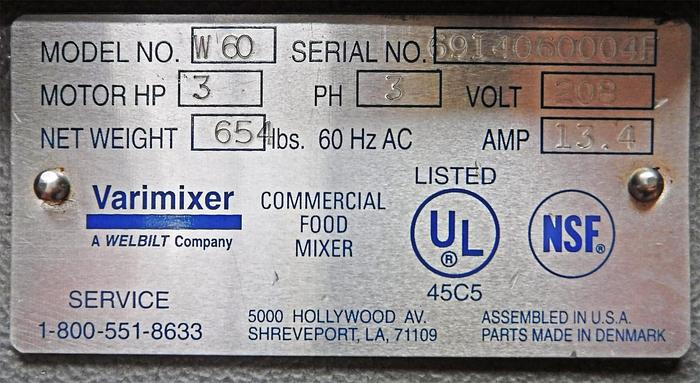 MODEL NO. W 60 SERIAL NO. 6914060004F
MOTOR HP 3 PH 3 VOLT 208
NET WEIGHT 654 lbs. 60 Hz AC AMP 13.4
LISTED
Varimixer
A WELBILT Company
COMMERCIAL
FOOD
MIXER
UL
®
45C5
NSF®
SERVICE
1-800-551-8633
5000 HOLLYWOOD AV.
SHREVEPORT, LA, 71109
ASSEMBLED IN U.S.A.
PARTS MADE IN DENMARK